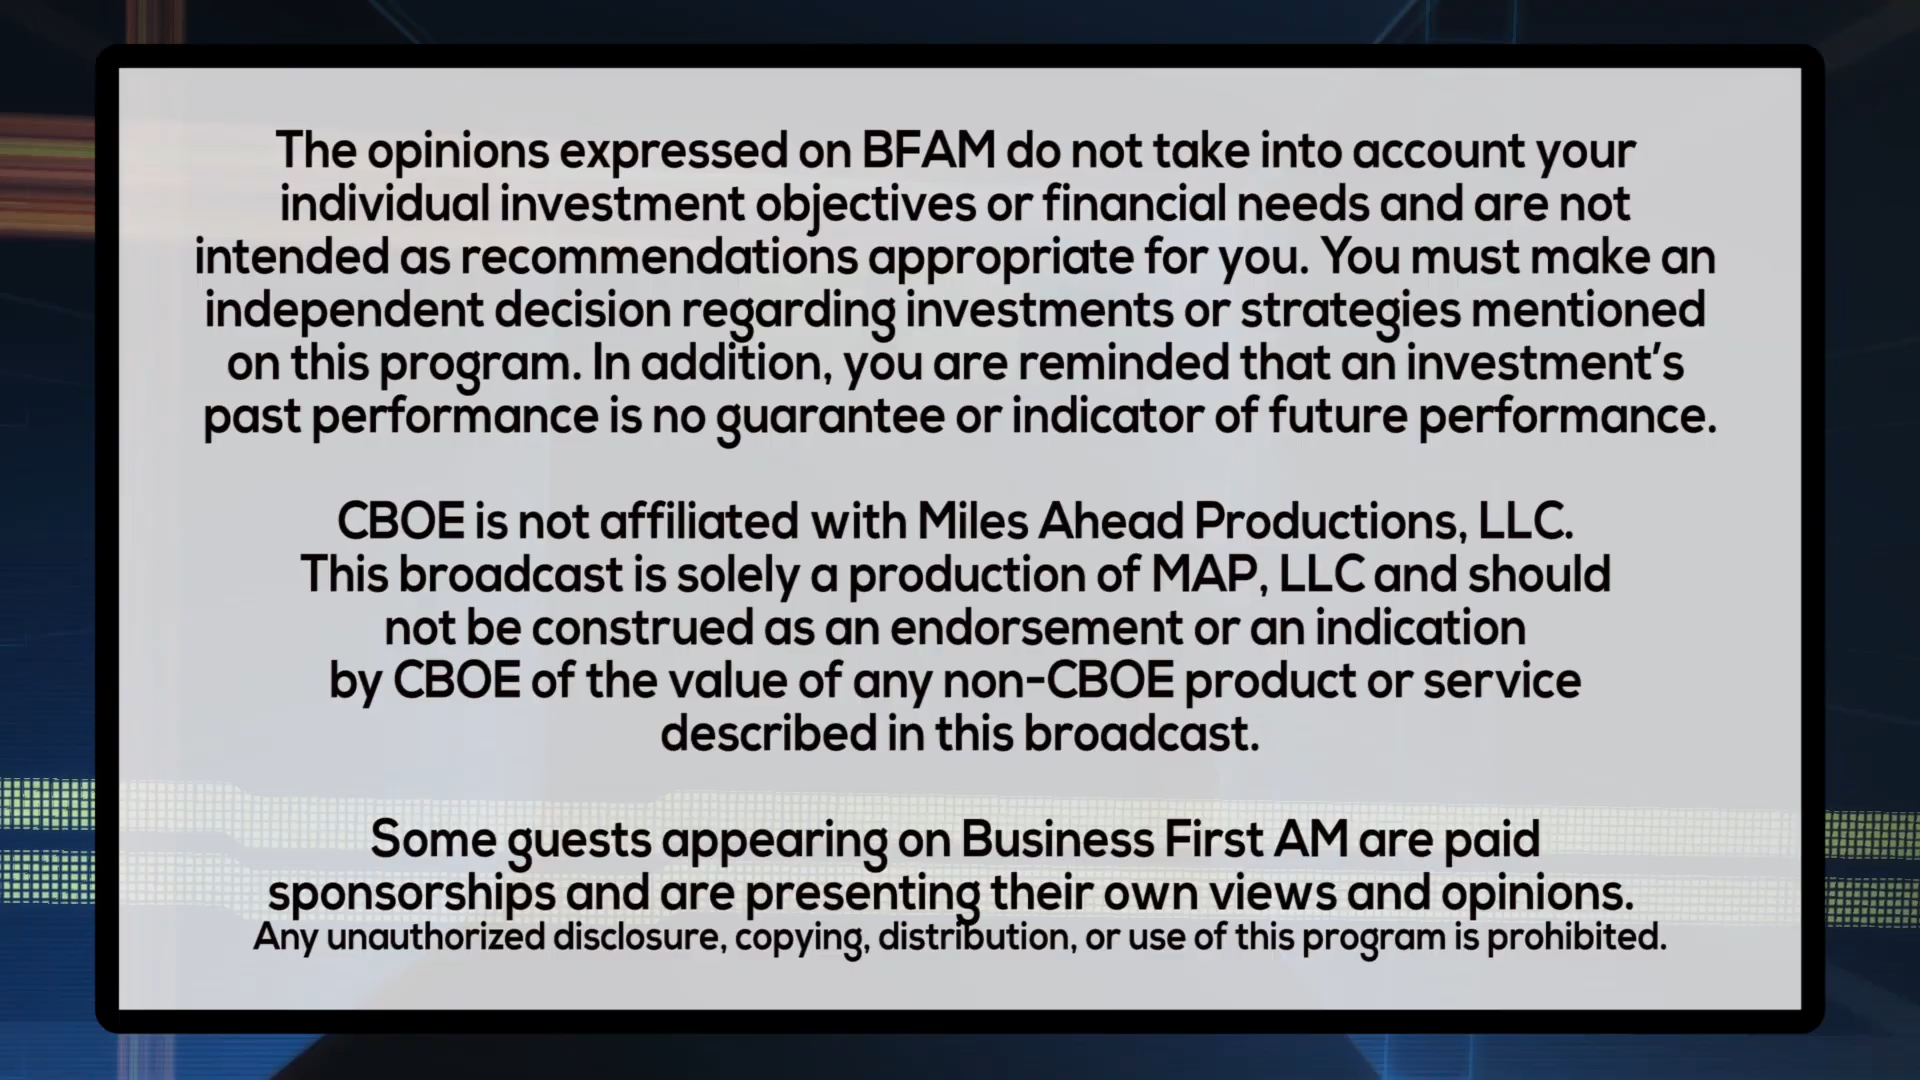 The opinions expressed on BFAM do not take into account your
individual investment objectives or financial needs and are not
intended as recommendations appropriate for you. You must make an
independent decision regarding investments or strategies mentioned
on this program. In addition, you are reminded that an investment’s
past performance is no guarantee or indicator of future performance.
CBOE is not affiliated with Miles Ahead Productions, LLC.
This broadcast is solely a production of MAP, LLC and should
not be construed as an endorsement or an indication
by CBOE of the value of any non-CBOE product or service
described in this broadcast.
Some guests appearing on Business First AM are paid
sponsorships and are presenting their own views and opinions.
Any unauthorized disclosure, copying, distribution, or use of this program is prohibited.